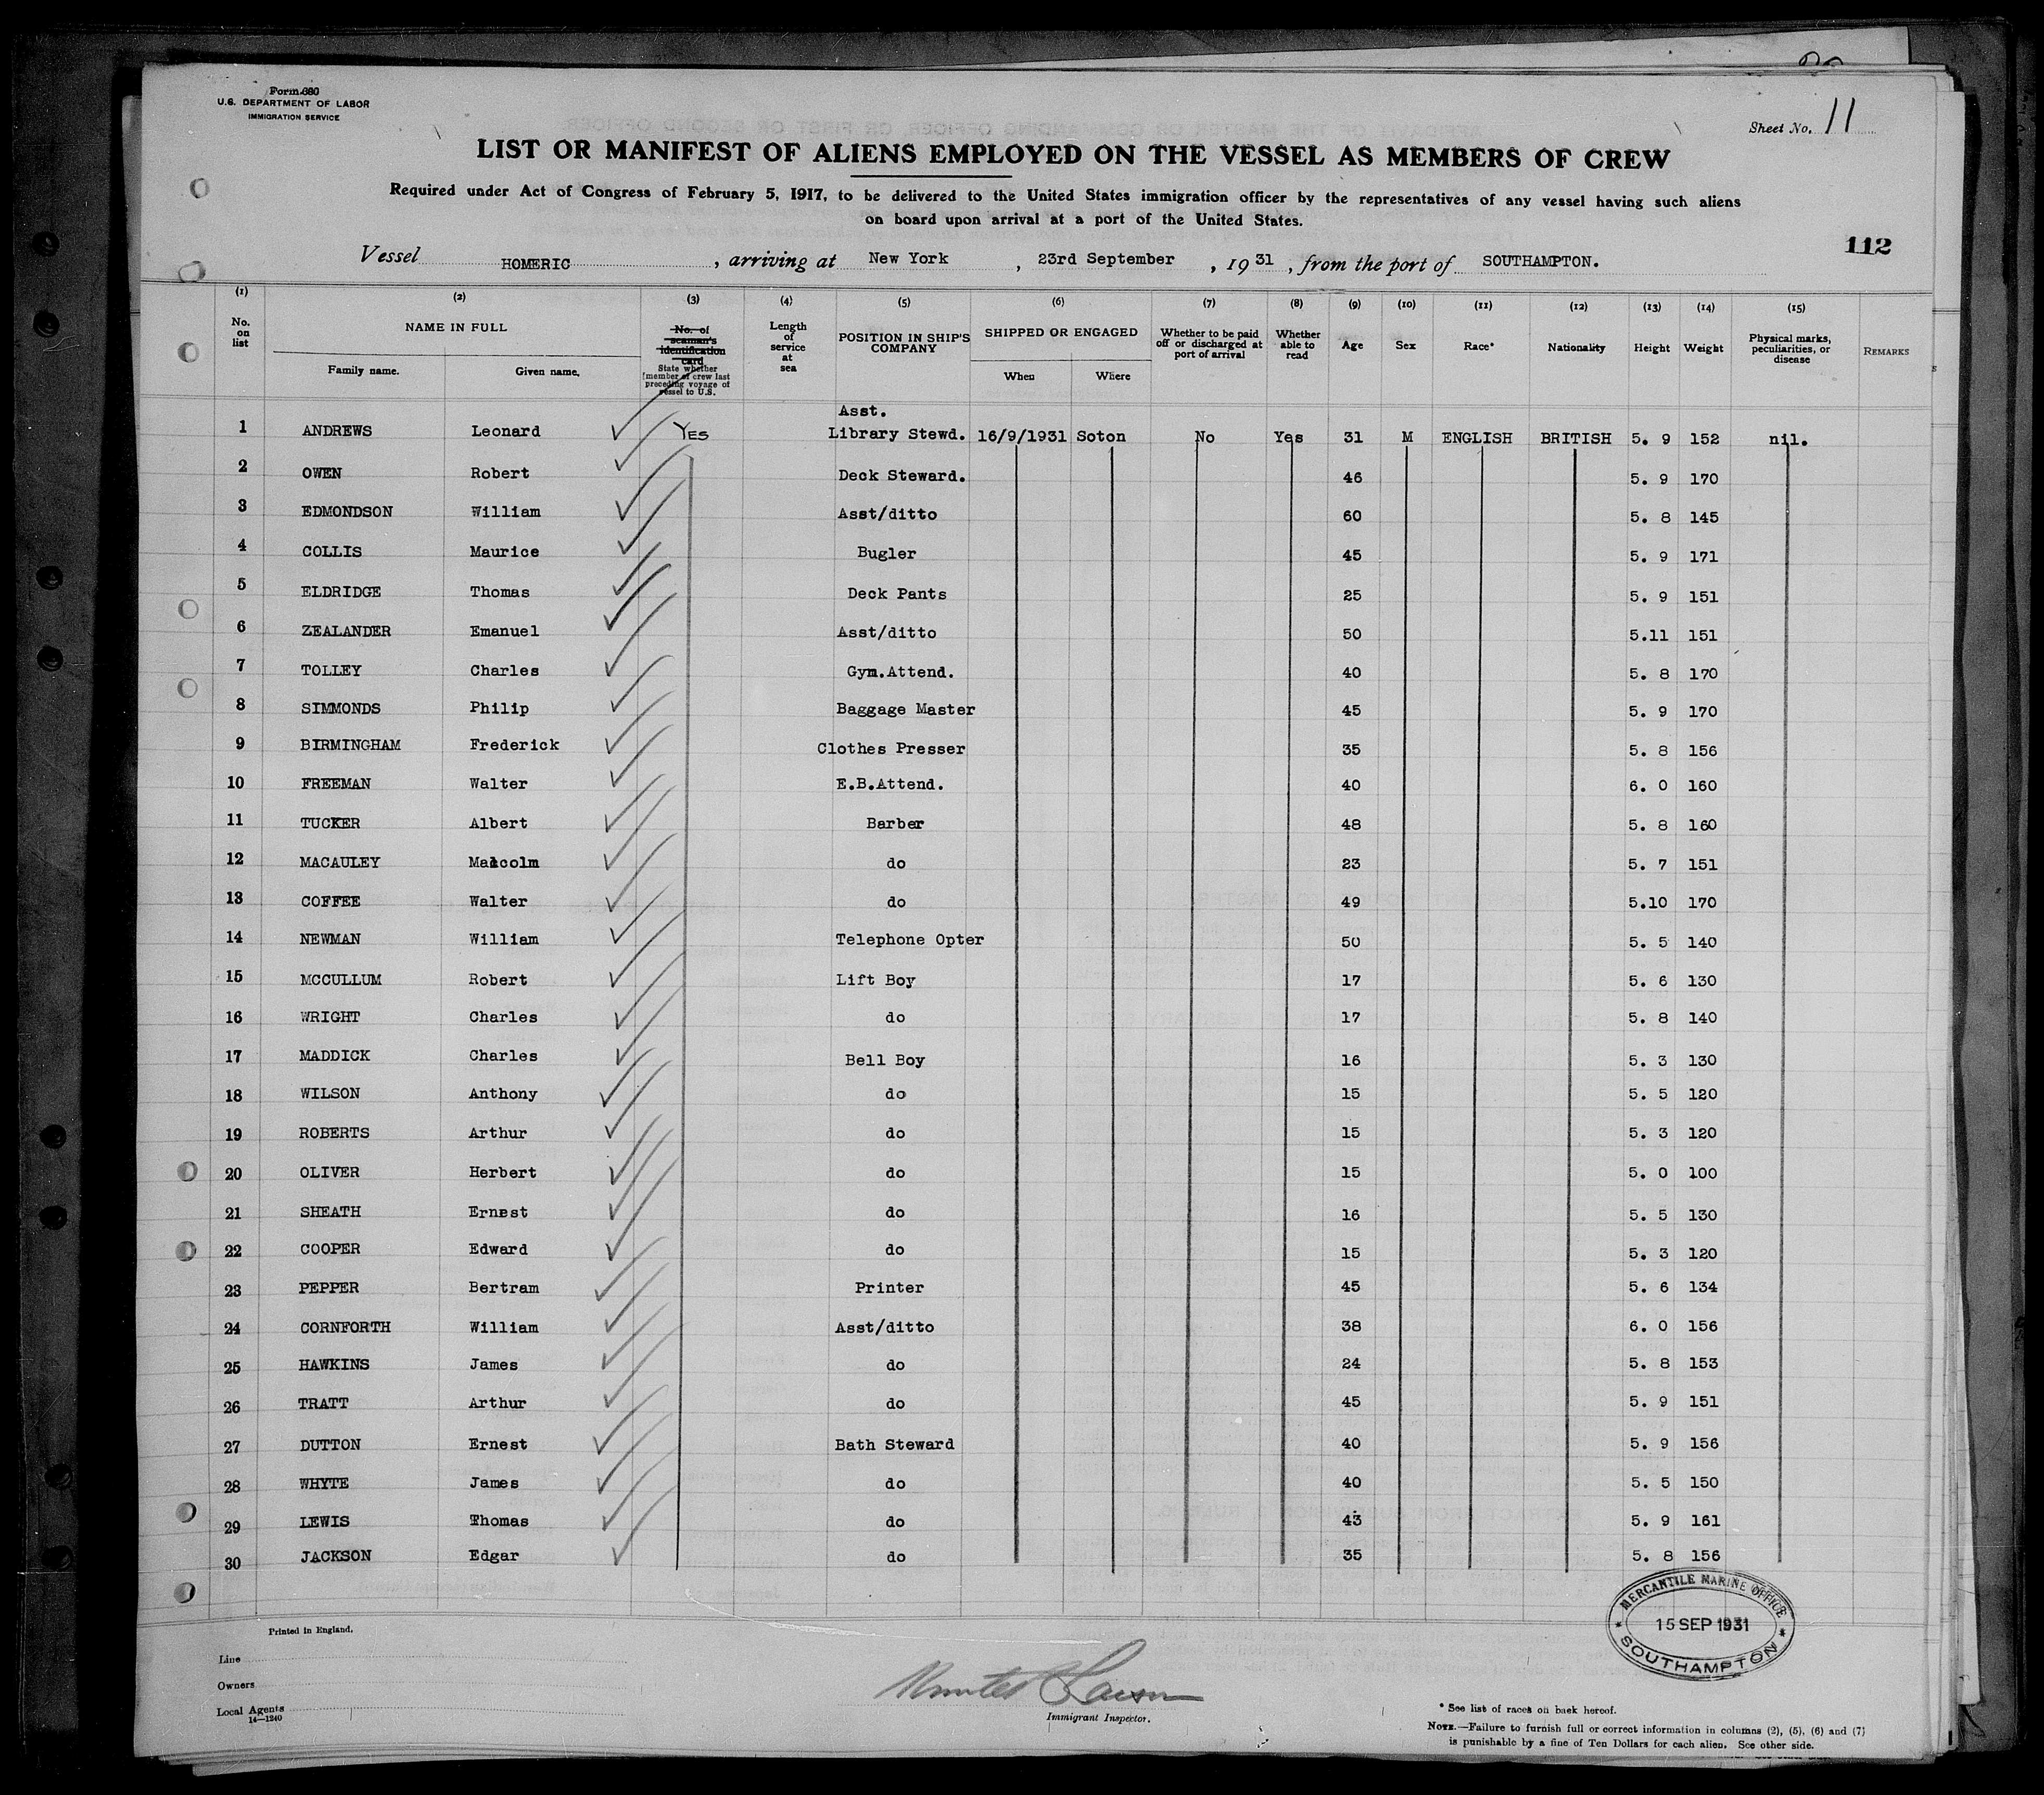 Form 680
U.S. DEPARTMENT OF LABOR
IMMIGRATION SERVICE
Sheet No. 11
LIST OR MANIFEST OF ALIENS EMPLOYED ON THE VESSEL AS MEMBERS OF CREW
Required under Act of Congress of February 5, 1917, to be delivered to the United States immigration officer by the representatives of any vessel having such aliens
on board upon arrival at a port of the United States.
112
Vessel HOMERIC, arriving at New York, 23rd September, 1931, from the port of SOUTHAMPTON.
(1) (2) (3) (4) (5) (6) (7) (8) (9) (10) (11) (12) (13) (14) (15)
No. on list NAME IN FULL Family name. Given name. No. of seaman's identification card State whether member of crew last preceding voyage of vessel to U.S. Length of service at sea POSITION IN SHIP'S COMPANY SHIPPED OR ENGAGED When Where Whether to be paid off or discharged at port of arrival Whether able to read Age Sex Race* Nationality Height Weight Physical marks, peculiarities, or disease REMARKS
1 ANDREWS Leonard YES Asst. Library Stewd. 16/9/1931 Soton No Yes 31 M ENGLISH BRITISH 5. 9 152 nil.
2 OWEN Robert Deck Steward. 46 5. 9 170
3 EDMONDSON William Asst/ditto 60 5. 8 145
4 COLLIS Maurice Bugler 45 5. 9 171
5 ELDRIDGE Thomas Deck Pants 25 5. 9 151
6 ZEALANDER Emanuel Asst/ditto 50 5.11 151
7 TOLLEY Charles Gym.Attend. 40 5. 8 170
8 SIMMONDS Philip Baggage Master 45 5. 9 170
9 BIRMINGHAM Frederick Clothes Presser 35 5. 8 156
10 FREEMAN Walter E.B.Attend. 40 6. 0 160
11 TUCKER Albert Barber 48 5. 8 160
12 MACAULEY Malcolm do 23 5. 7 151
13 COFFEE Walter do 49 5.10 170
14 NEWMAN William Telephone Opter 50 5. 5 140
15 MCCULLUM Robert Lift Boy 17 5. 6 130
16 WRIGHT Charles do 17 5. 8 140
17 MADDICK Charles Bell Boy 16 5. 3 130
18 WILSON Anthony do 15 5. 5 120
19 ROBERTS Arthur do 15 5. 3 120
20 OLIVER Herbert do 15 5. 0 100
21 SHEATH Ernest do 16 5. 5 130
22 COOPER Edward do 15 5. 3 120
23 PEPPER Bertram Printer 45 5. 6 134
24 CORNFORTH William Asst/ditto 38 6. 0 156
25 HAWKINS James do 24 5. 8 153
26 TRATT Arthur do 45 5. 9 151
27 DUTTON Ernest Bath Steward 40 5. 9 156
28 WHYTE James do 40 5. 5 150
29 LEWIS Thomas do 43 5. 9 161
30 JACKSON Edgar do 35 5. 8 156
MERCANTILE MARINE OFFICE
15 SEP 1931
SOUTHAMPTON
Printed in England.
Line
Owners
Local Agents
14—1240
Immigrant Inspector.
* See list of races on back hereof.
NOTE.—Failure to furnish full or correct information in columns (2), (5), (6) and (7)
is punishable by a fine of Ten Dollars for each alien. See other side.